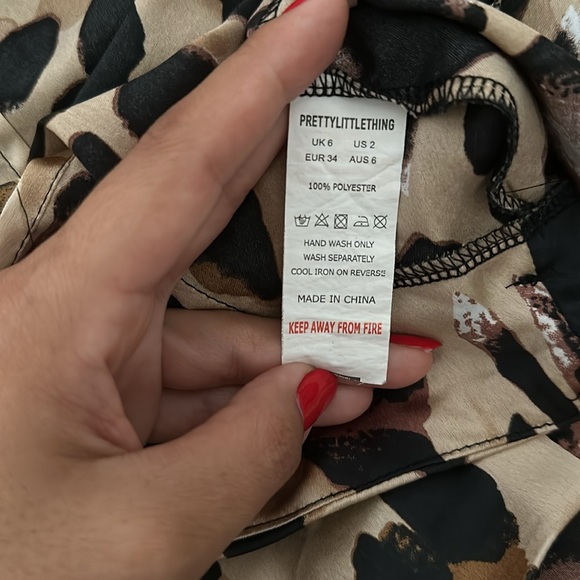 PRETTYLITTLETHING
UK 6 US 2
EUR 34 AUS 6
100% POLYESTER
HAND WASH ONLY
WASH SEPARATELY
COOL IRON ON REVERSE
MADE IN CHINA
KEEP AWAY FROM FIRE